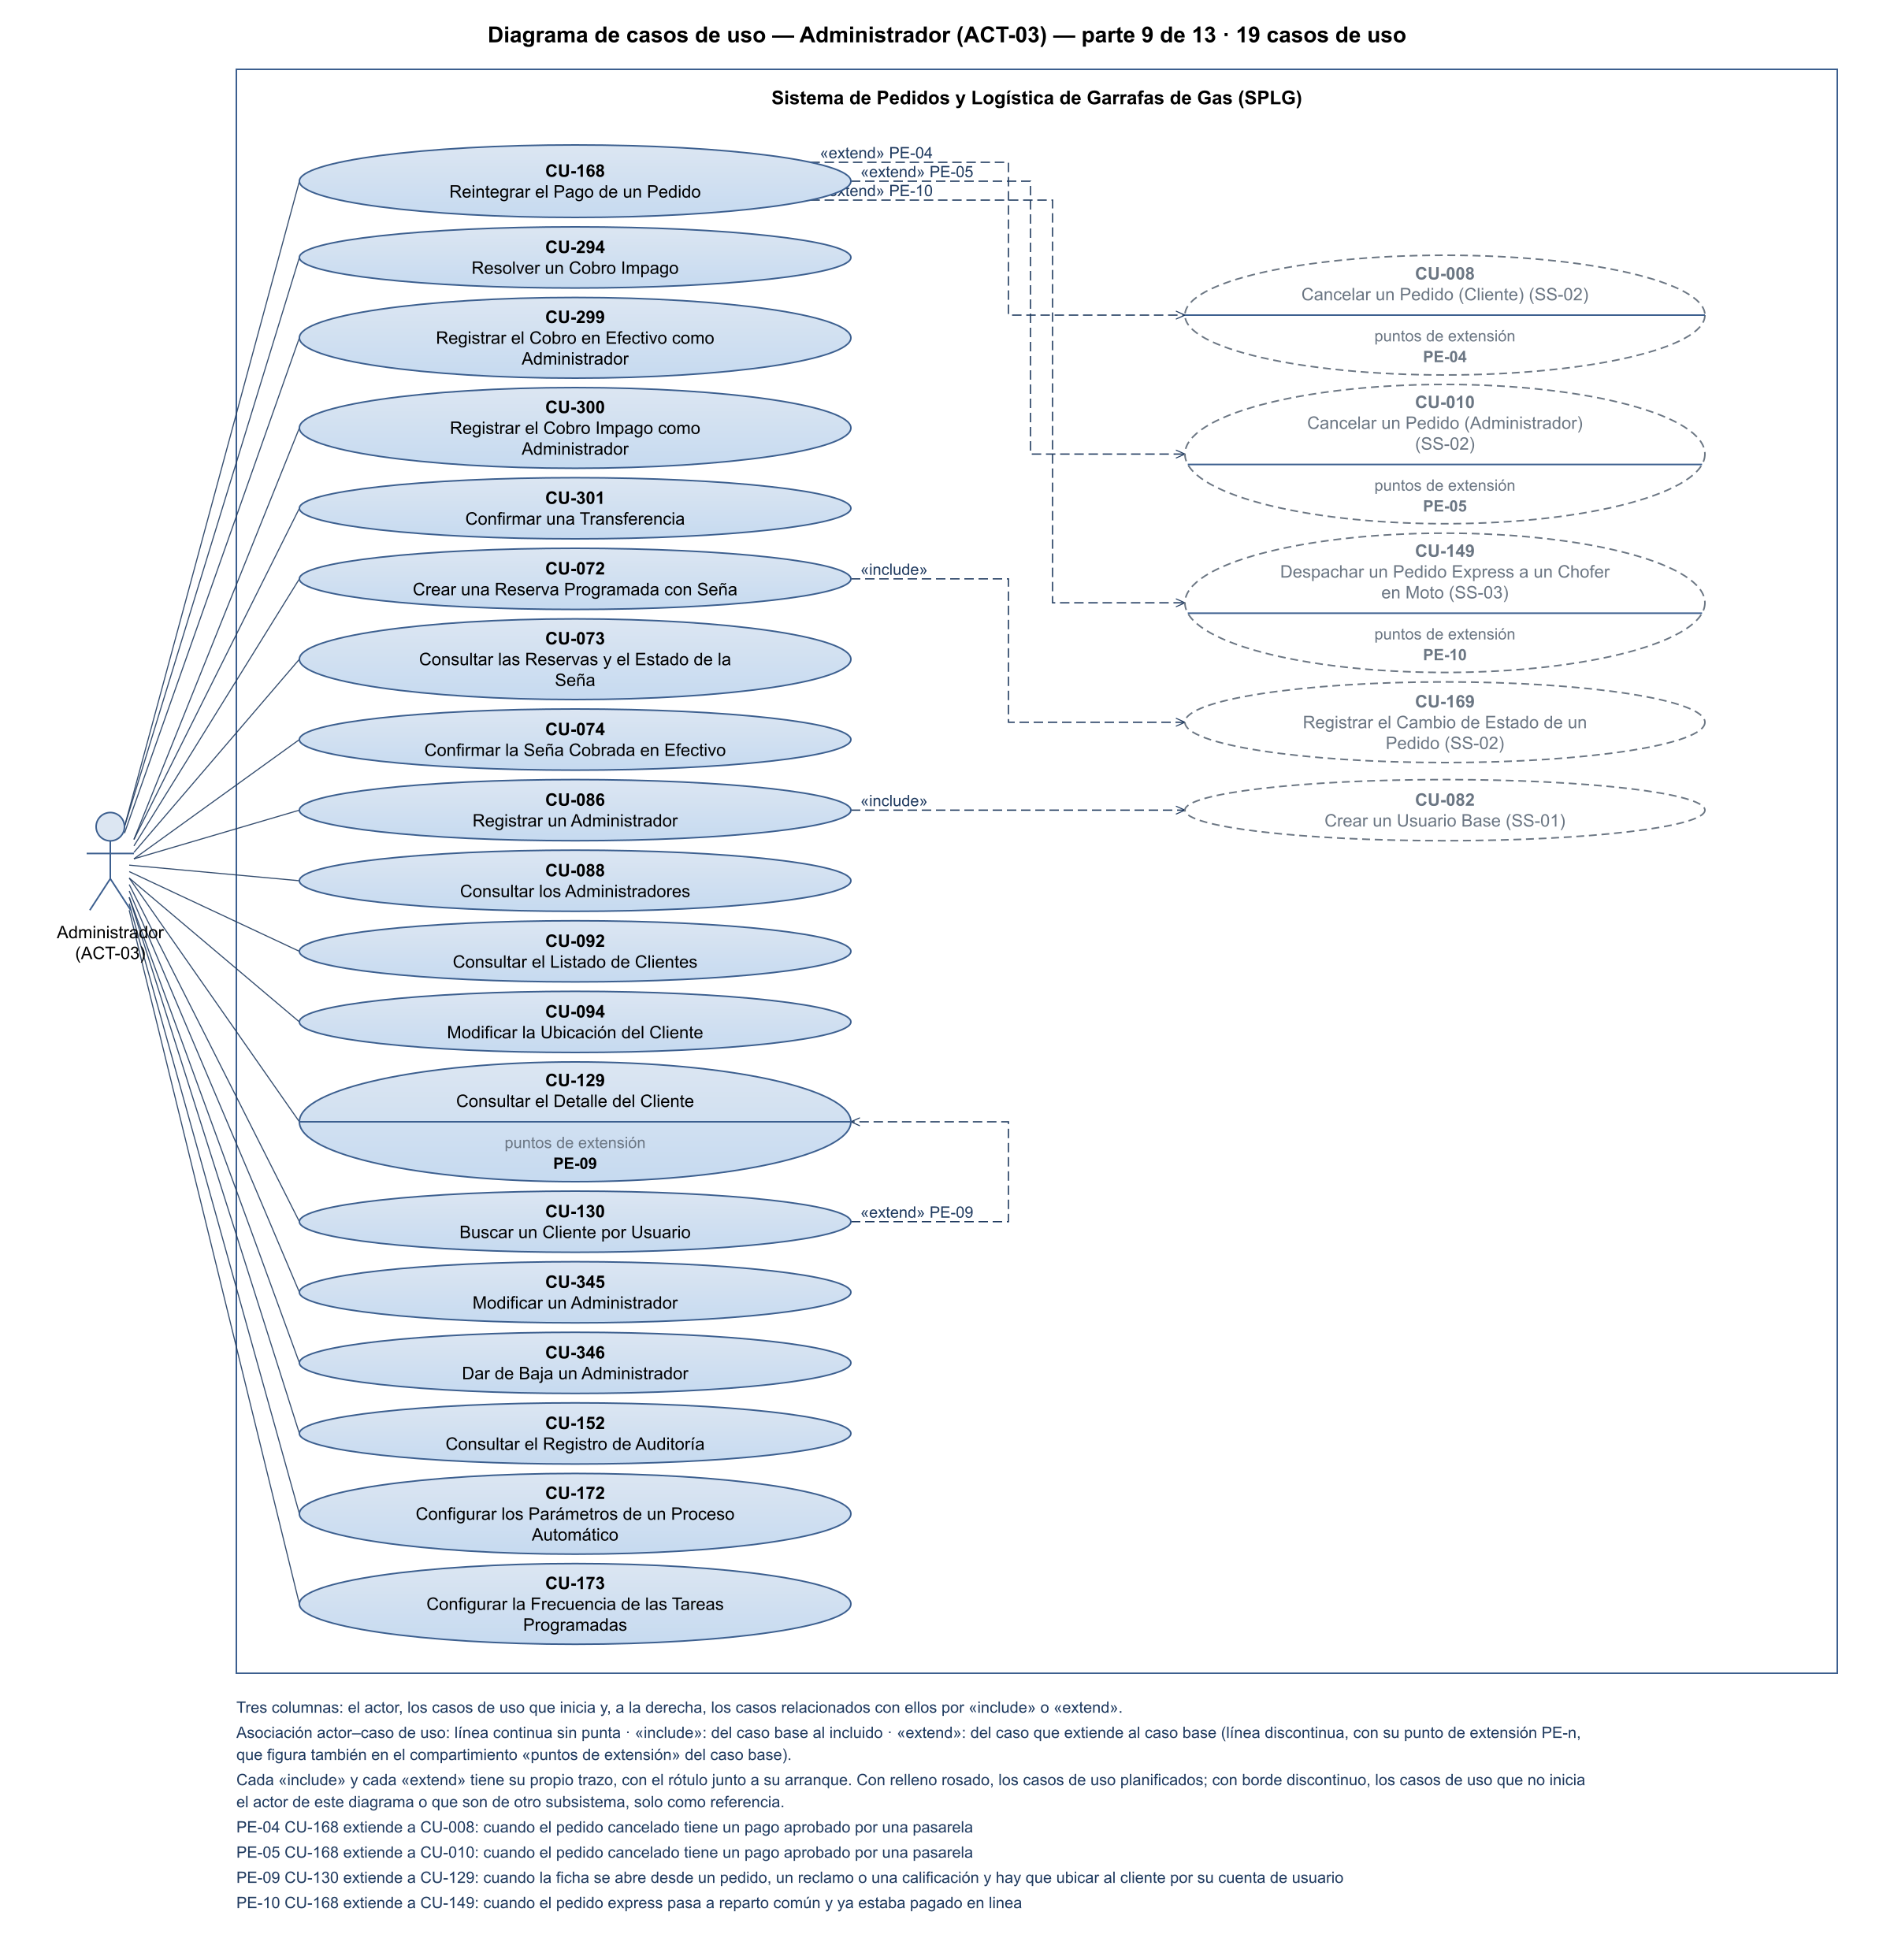 Diagrama de casos de uso — Administrador (ACT-03) — parte 9 de 13 · 19 casos de uso
Sistema de Pedidos y Logística de Garrafas de Gas (SPLG)
CU-168
Reintegrar el Pago de un Pedido
«extend» PE-04
«extend» PE-05
«extend» PE-10
CU-294
Resolver un Cobro Impago
CU-299
Registrar el Cobro en Efectivo como
Administrador
CU-300
Registrar el Cobro Impago como
Administrador
CU-301
Confirmar una Transferencia
CU-072
Crear una Reserva Programada con Seña
«include»
CU-073
Consultar las Reservas y el Estado de la
Seña
CU-074
Confirmar la Seña Cobrada en Efectivo
CU-086
Registrar un Administrador
«include»
CU-088
Consultar los Administradores
CU-092
Consultar el Listado de Clientes
CU-094
Modificar la Ubicación del Cliente
CU-129
Consultar el Detalle del Cliente
puntos de extensión
PE-09
CU-130
Buscar un Cliente por Usuario
«extend» PE-09
CU-345
Modificar un Administrador
CU-346
Dar de Baja un Administrador
CU-152
Consultar el Registro de Auditoría
CU-172
Configurar los Parámetros de un Proceso
Automático
CU-173
Configurar la Frecuencia de las Tareas
Programadas
CU-008
Cancelar un Pedido (Cliente) (SS-02)
puntos de extensión
PE-04
CU-010
Cancelar un Pedido (Administrador)
(SS-02)
puntos de extensión
PE-05
CU-149
Despachar un Pedido Express a un Chofer
en Moto (SS-03)
puntos de extensión
PE-10
CU-169
Registrar el Cambio de Estado de un
Pedido (SS-02)
CU-082
Crear un Usuario Base (SS-01)
Administrador
(ACT-03)
Tres columnas: el actor, los casos de uso que inicia y, a la derecha, los casos relacionados con ellos por «include» o «extend».
Asociación actor–caso de uso: línea continua sin punta · «include»: del caso base al incluido · «extend»: del caso que extiende al caso base (línea discontinua, con su punto de extensión PE-n,
que figura también en el compartimiento «puntos de extensión» del caso base).
Cada «include» y cada «extend» tiene su propio trazo, con el rótulo junto a su arranque. Con relleno rosado, los casos de uso planificados; con borde discontinuo, los casos de uso que no inicia
el actor de este diagrama o que son de otro subsistema, solo como referencia.
PE-04 CU-168 extiende a CU-008: cuando el pedido cancelado tiene un pago aprobado por una pasarela
PE-05 CU-168 extiende a CU-010: cuando el pedido cancelado tiene un pago aprobado por una pasarela
PE-09 CU-130 extiende a CU-129: cuando la ficha se abre desde un pedido, un reclamo o una calificación y hay que ubicar al cliente por su cuenta de usuario
PE-10 CU-168 extiende a CU-149: cuando el pedido express pasa a reparto común y ya estaba pagado en linea